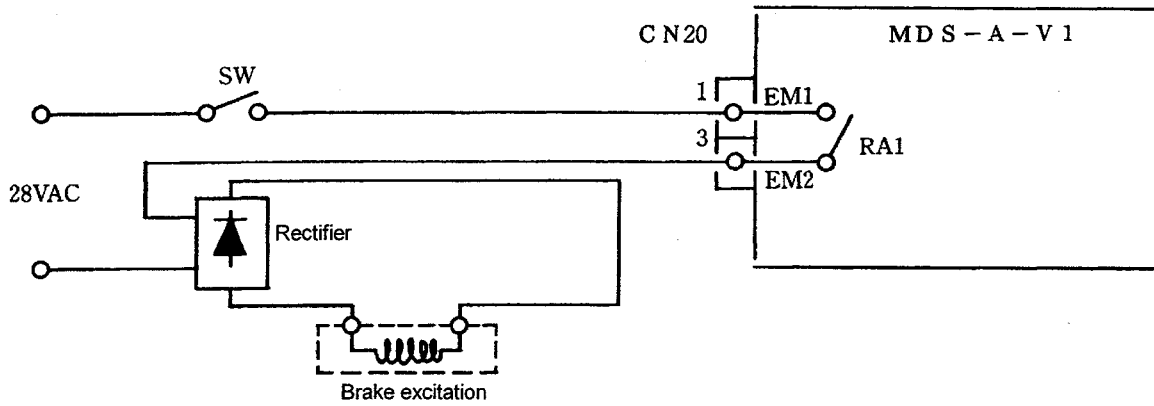 CN20
MDS-A-V1
SW
1
EM1
3
RA1
EM2
28VAC
Rectifier
Brake excitation